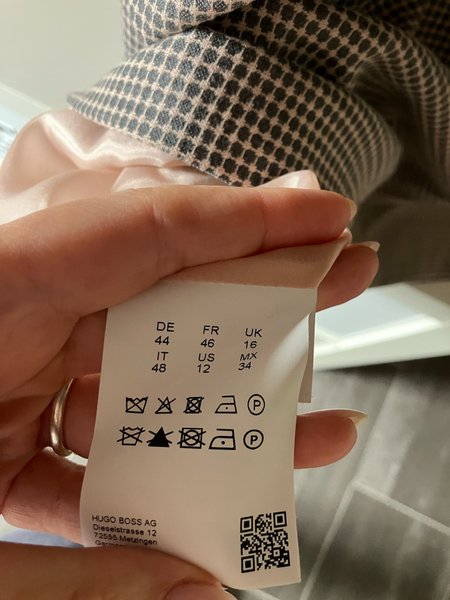 DE FR UK
44 46 16
IT US MX
48 12 34
P
P
HUGO BOSS AG
Dieselstrasse 12
72555 Metzingen